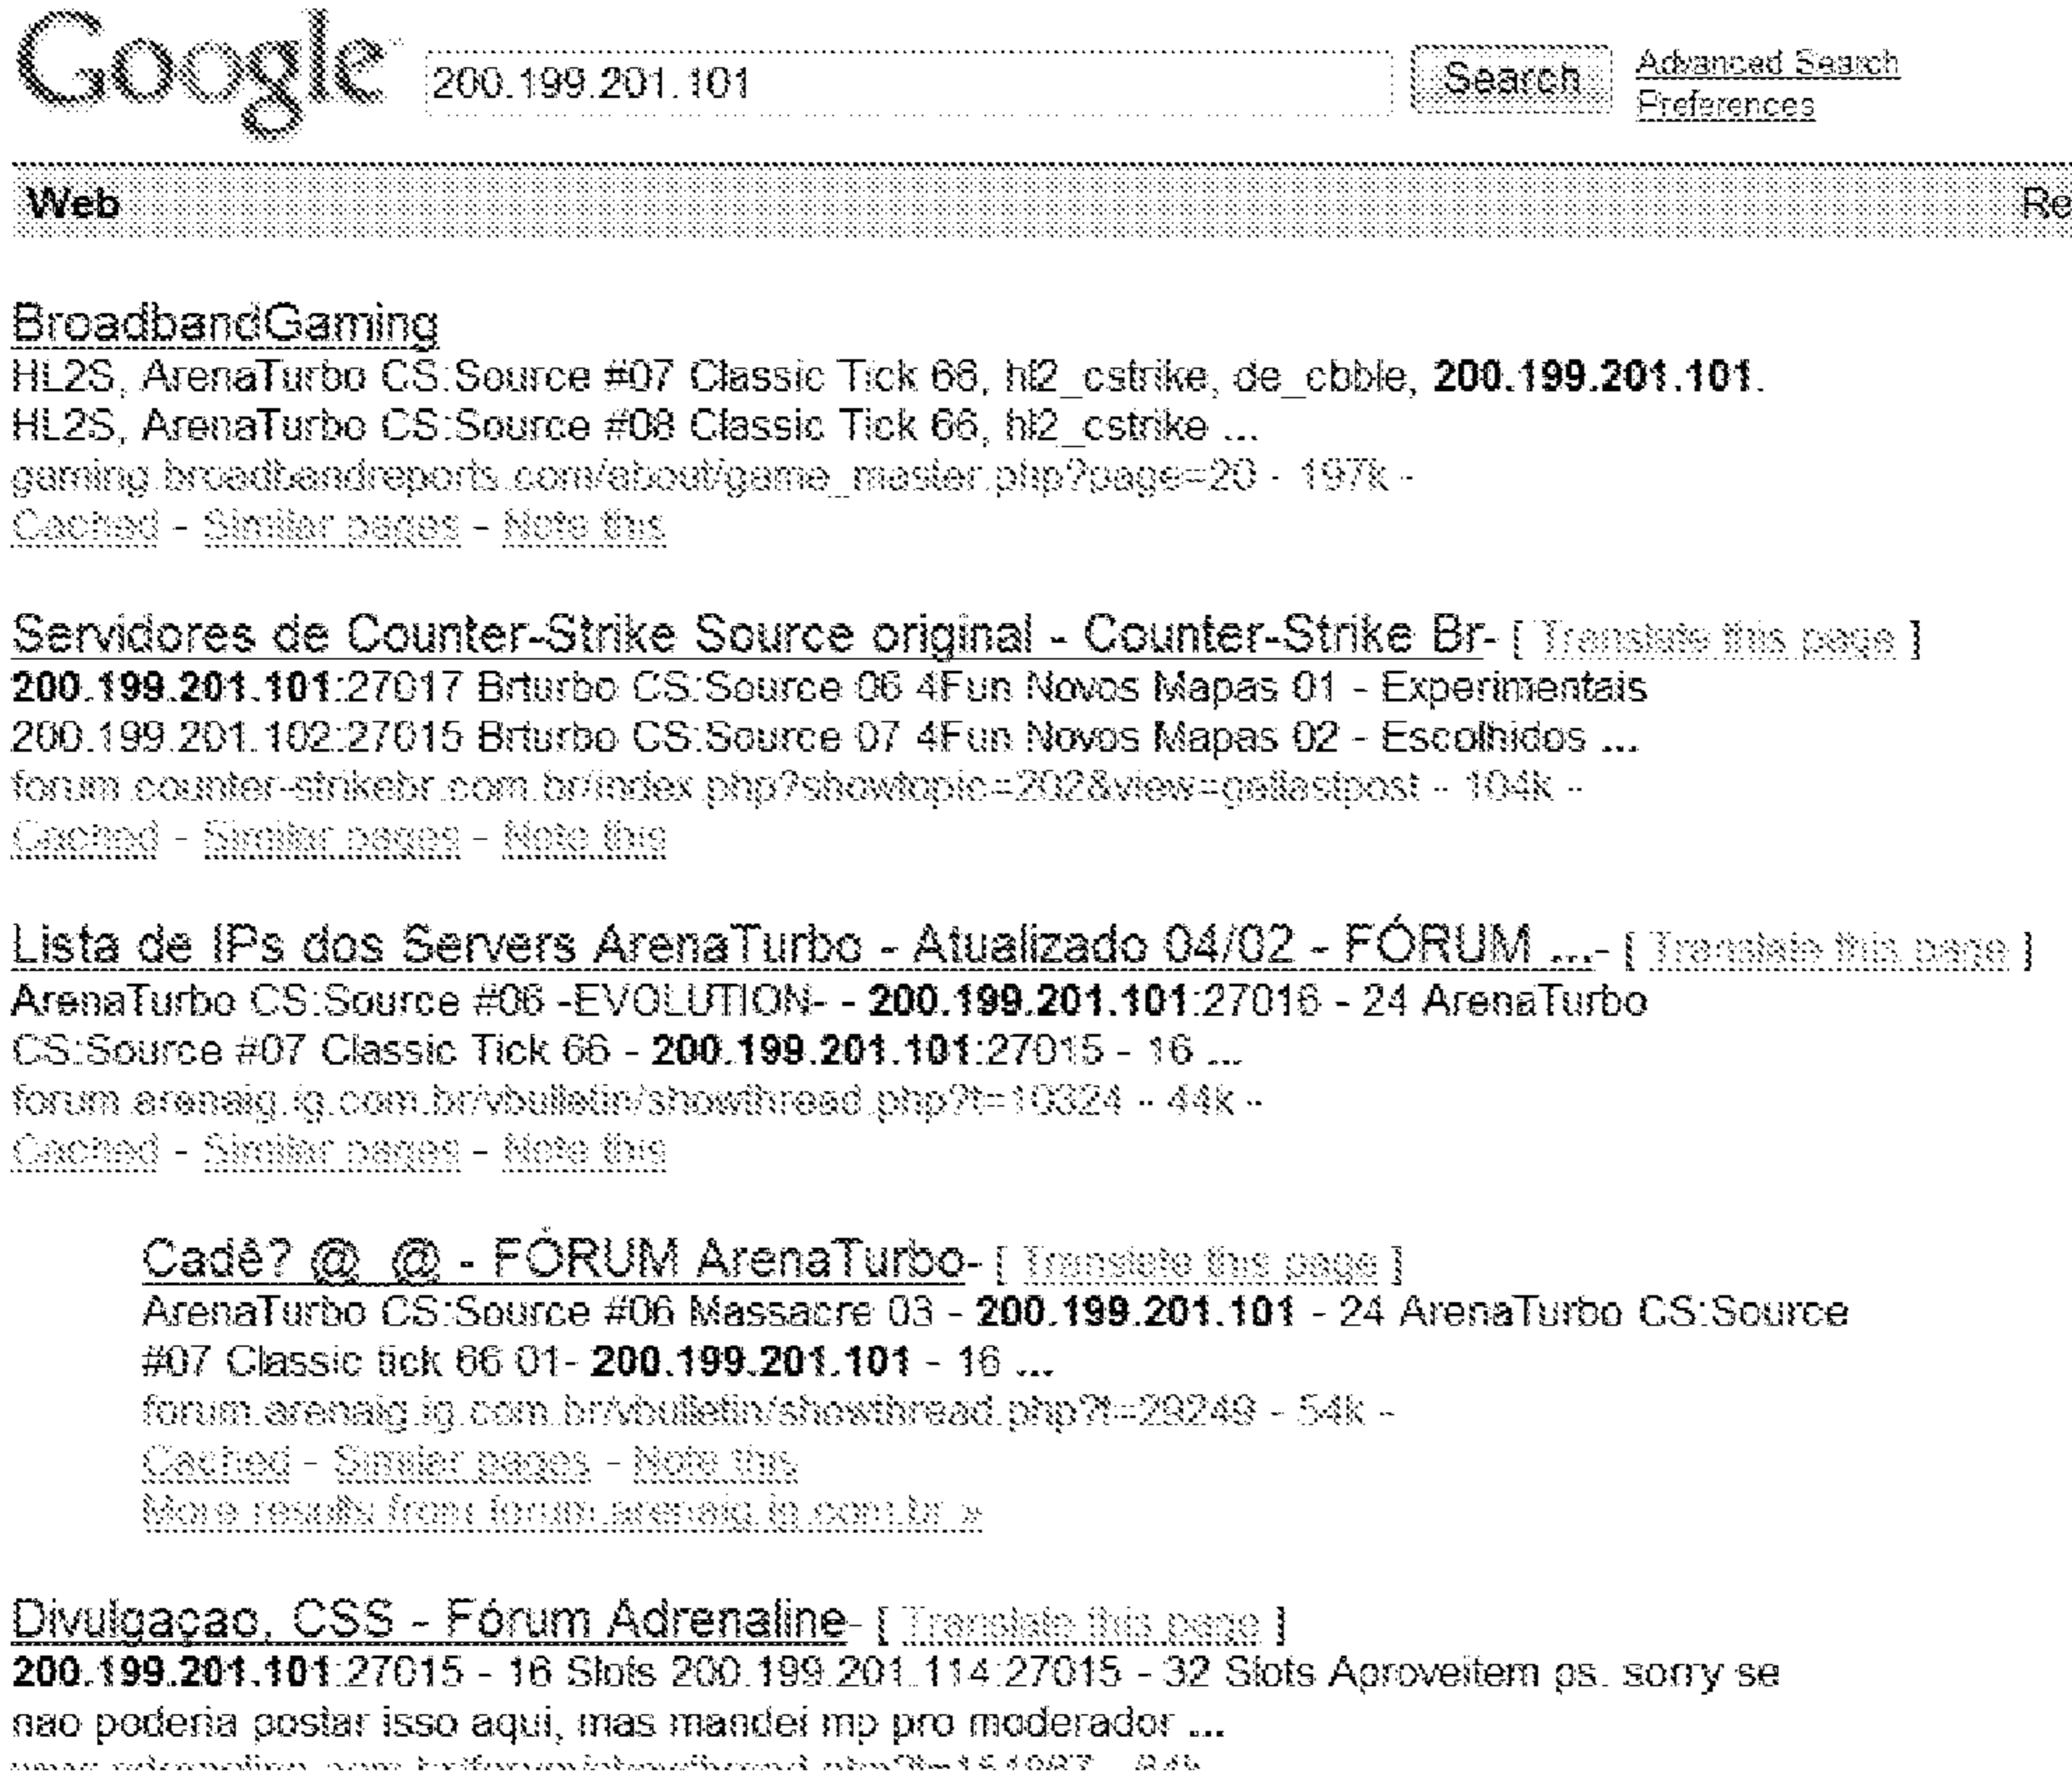 Google
200.199.201.101
Search
Advanced Search
Preferences
Web
Re
BroadbandGaming
HL2S, ArenaTurbo CS:Source #07 Classic Tick 66, hl2_cstrike, de_cbble, 200.199.201.101.
HL2S, ArenaTurbo CS:Source #08 Classic Tick 66, hl2_cstrike ...
gaming.broadbandreports.com/about/game_master.php?page=20 - 197k -
Cached - Similar pages - Note this
Servidores de Counter-Strike Source original - Counter-Strike Br- [ Translate this page ]
200.199.201.101:27017 Brturbo CS:Source 06 4Fun Novos Mapas 01 - Experimentais
200.199.201.102:27015 Brturbo CS:Source 07 4Fun Novos Mapas 02 - Escolhidos ...
forum.counter-strikebr.com.br/index.php?showtopic=202&view=getlastpost - 104k -
Cached - Similar pages - Note this
Lista de IPs dos Servers ArenaTurbo - Atualizado 04/02 - FÓRUM ...- [ Translate this page ]
ArenaTurbo CS:Source #06 -EVOLUTION- - 200.199.201.101:27016 - 24 ArenaTurbo
CS:Source #07 Classic Tick 66 - 200.199.201.101:27015 - 16 ...
forum.arenaig.ig.com.br/vbulletin/showthread.php?t=10324 - 44k -
Cached - Similar pages - Note this
Cadê? @_@ - FÓRUM ArenaTurbo- [ Translate this page ]
ArenaTurbo CS:Source #06 Massacre 03 - 200.199.201.101 - 24 ArenaTurbo CS:Source
#07 Classic tick 66 01- 200.199.201.101 - 16 ...
forum.arenaig.ig.com.br/vbulletin/showthread.php?t=29249 - 54k -
Cached - Similar pages - Note this
More results from forum.arenaig.ig.com.br »
Divulgaçao, CSS - Fórum Adrenaline- [ Translate this page ]
200.199.201.101:27015 - 16 Slots 200.199.201.114:27015 - 32 Slots Aproveitem ps. sorry se
nao poderia postar isso aqui, mas mandei mp pro moderador ...